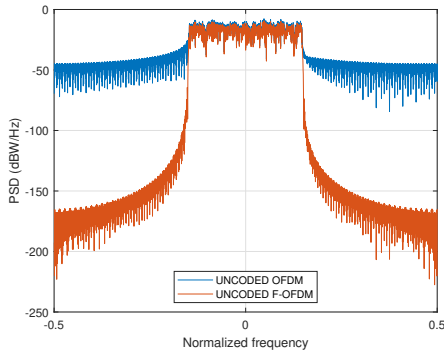 0
-50
-100
-150
-200
-250
PSD (dBW/Hz)
UNCODED OFDM
UNCODED F-OFDM
-0.5
0
0.5
Normalized frequency